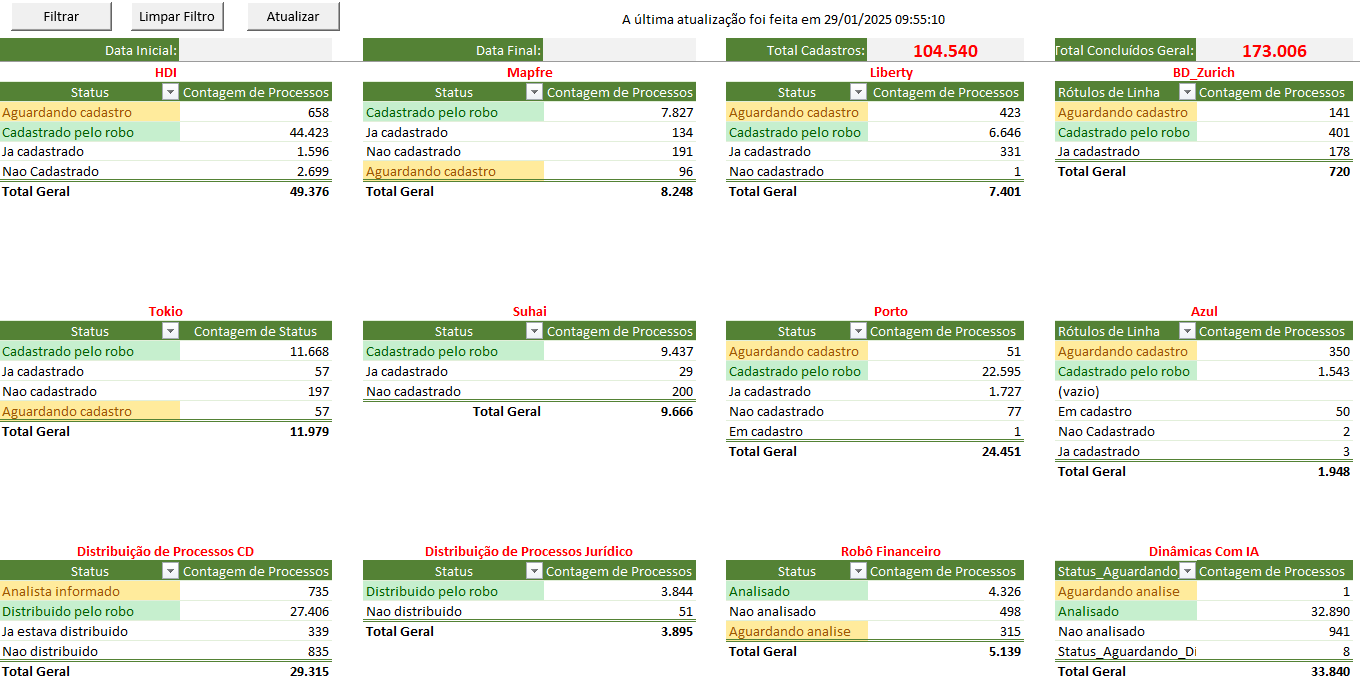 Filtrar Limpar Filtro Atualizar A última atualização foi feita em 29/01/2025 09:55:10
Data Inicial: Data Final: Total Cadastros: 104.540 Total Concluídos Geral: 173.006
HDI Mapfre Liberty BD_Zurich
Status Contagem de Processos Status Contagem de Processos Status Contagem de Processos Rótulos de Linha Contagem de Processos
Aguardando cadastro 658 Cadastrado pelo robo 7.827 Aguardando cadastro 423 Aguardando cadastro 141
Cadastrado pelo robo 44.423 Ja cadastrado 134 Cadastrado pelo robo 6.646 Cadastrado pelo robo 401
Ja cadastrado 1.596 Nao cadastrado 191 Ja cadastrado 331 Ja cadastrado 178
Nao Cadastrado 2.699 Aguardando cadastro 96 Nao cadastrado 1 Total Geral 720
Total Geral 49.376 Total Geral 8.248 Total Geral 7.401
Tokio Suhai Porto Azul
Status Contagem de Status Status Contagem de Processos Status Contagem de Processos Rótulos de Linha Contagem de Processos
Cadastrado pelo robo 11.668 Cadastrado pelo robo 9.437 Aguardando cadastro 51 Aguardando cadastro 350
Ja cadastrado 57 Ja cadastrado 29 Cadastrado pelo robo 22.595 Cadastrado pelo robo 1.543
Nao cadastrado 197 Nao cadastrado 200 Ja cadastrado 1.727 (vazio)
Aguardando cadastro 57 Total Geral 9.666 Nao cadastrado 77 Em cadastro 50
Total Geral 11.979 Em cadastro 1 Nao Cadastrado 2
Total Geral 24.451 Ja cadastrado 3
Total Geral 1.948
Distribuição de Processos CD Distribuição de Processos Jurídico Robô Financeiro Dinâmicas Com IA
Status Contagem de Processos Status Contagem de Processos Status Contagem de Processos Status_Aguardando Contagem de Processos
Analista informado 735 Distribuido pelo robo 3.844 Analisado 4.326 Aguardando analise 1
Distribuido pelo robo 27.406 Nao distribuido 51 Nao analisado 498 Analisado 32.890
Ja estava distribuido 339 Total Geral 3.895 Aguardando analise 315 Nao analisado 941
Nao distribuido 835 Total Geral 5.139 Status_Aguardando_Di 8
Total Geral 29.315 Total Geral 33.840